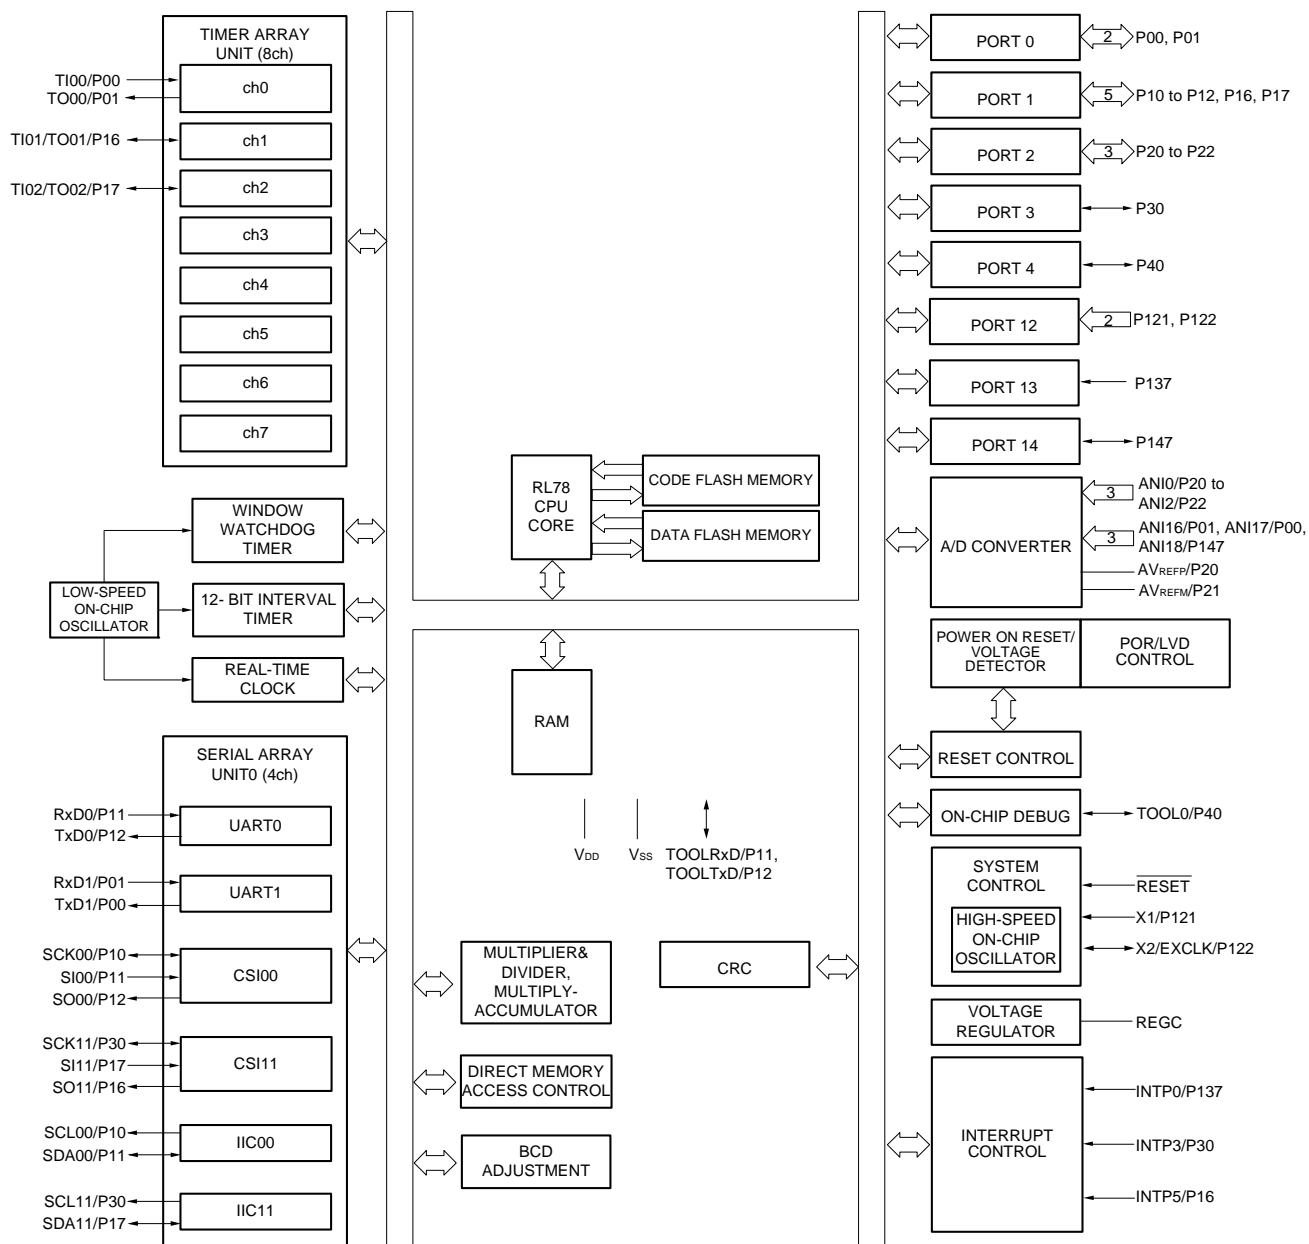 TIMER ARRAY
UNIT (8ch)
TI00/P00
TO00/P01
ch0
TI01/TO01/P16
ch1
TI02/TO02/P17
ch2
ch3
ch4
ch5
ch6
ch7
WINDOW
WATCHDOG
TIMER
LOW-SPEED
ON-CHIP
OSCILLATOR
12- BIT INTERVAL
TIMER
REAL-TIME
CLOCK
SERIAL ARRAY
UNIT0 (4ch)
RxD0/P11
TxD0/P12
UART0
RxD1/P01
TxD1/P00
UART1
SCK00/P10
SI00/P11
SO00/P12
CSI00
SCK11/P30
SI11/P17
SO11/P16
CSI11
SCL00/P10
SDA00/P11
IIC00
SCL11/P30
SDA11/P17
IIC11
RL78
CPU
CORE
CODE FLASH MEMORY
DATA FLASH MEMORY
RAM
VDD
VSS
TOOLRxD/P11,
TOOLTxD/P12
MULTIPLIER&
DIVIDER,
MULTIPLY-
ACCUMULATOR
CRC
DIRECT MEMORY
ACCESS CONTROL
BCD
ADJUSTMENT
PORT 0
2
P00, P01
PORT 1
5
P10 to P12, P16, P17
PORT 2
3
P20 to P22
PORT 3
P30
PORT 4
P40
PORT 12
2
P121, P122
PORT 13
P137
PORT 14
P147
A/D CONVERTER
3
ANI0/P20 to
ANI2/P22
3
ANI16/P01, ANI17/P00,
ANI18/P147
AVREFP/P20
AVREFM/P21
POWER ON RESET/
VOLTAGE
DETECTOR
POR/LVD
CONTROL
RESET CONTROL
ON-CHIP DEBUG
TOOL0/P40
SYSTEM
CONTROL
HIGH-SPEED
ON-CHIP
OSCILLATOR
RESET
X1/P121
X2/EXCLK/P122
VOLTAGE
REGULATOR
REGC
INTERRUPT
CONTROL
INTP0/P137
INTP3/P30
INTP5/P16